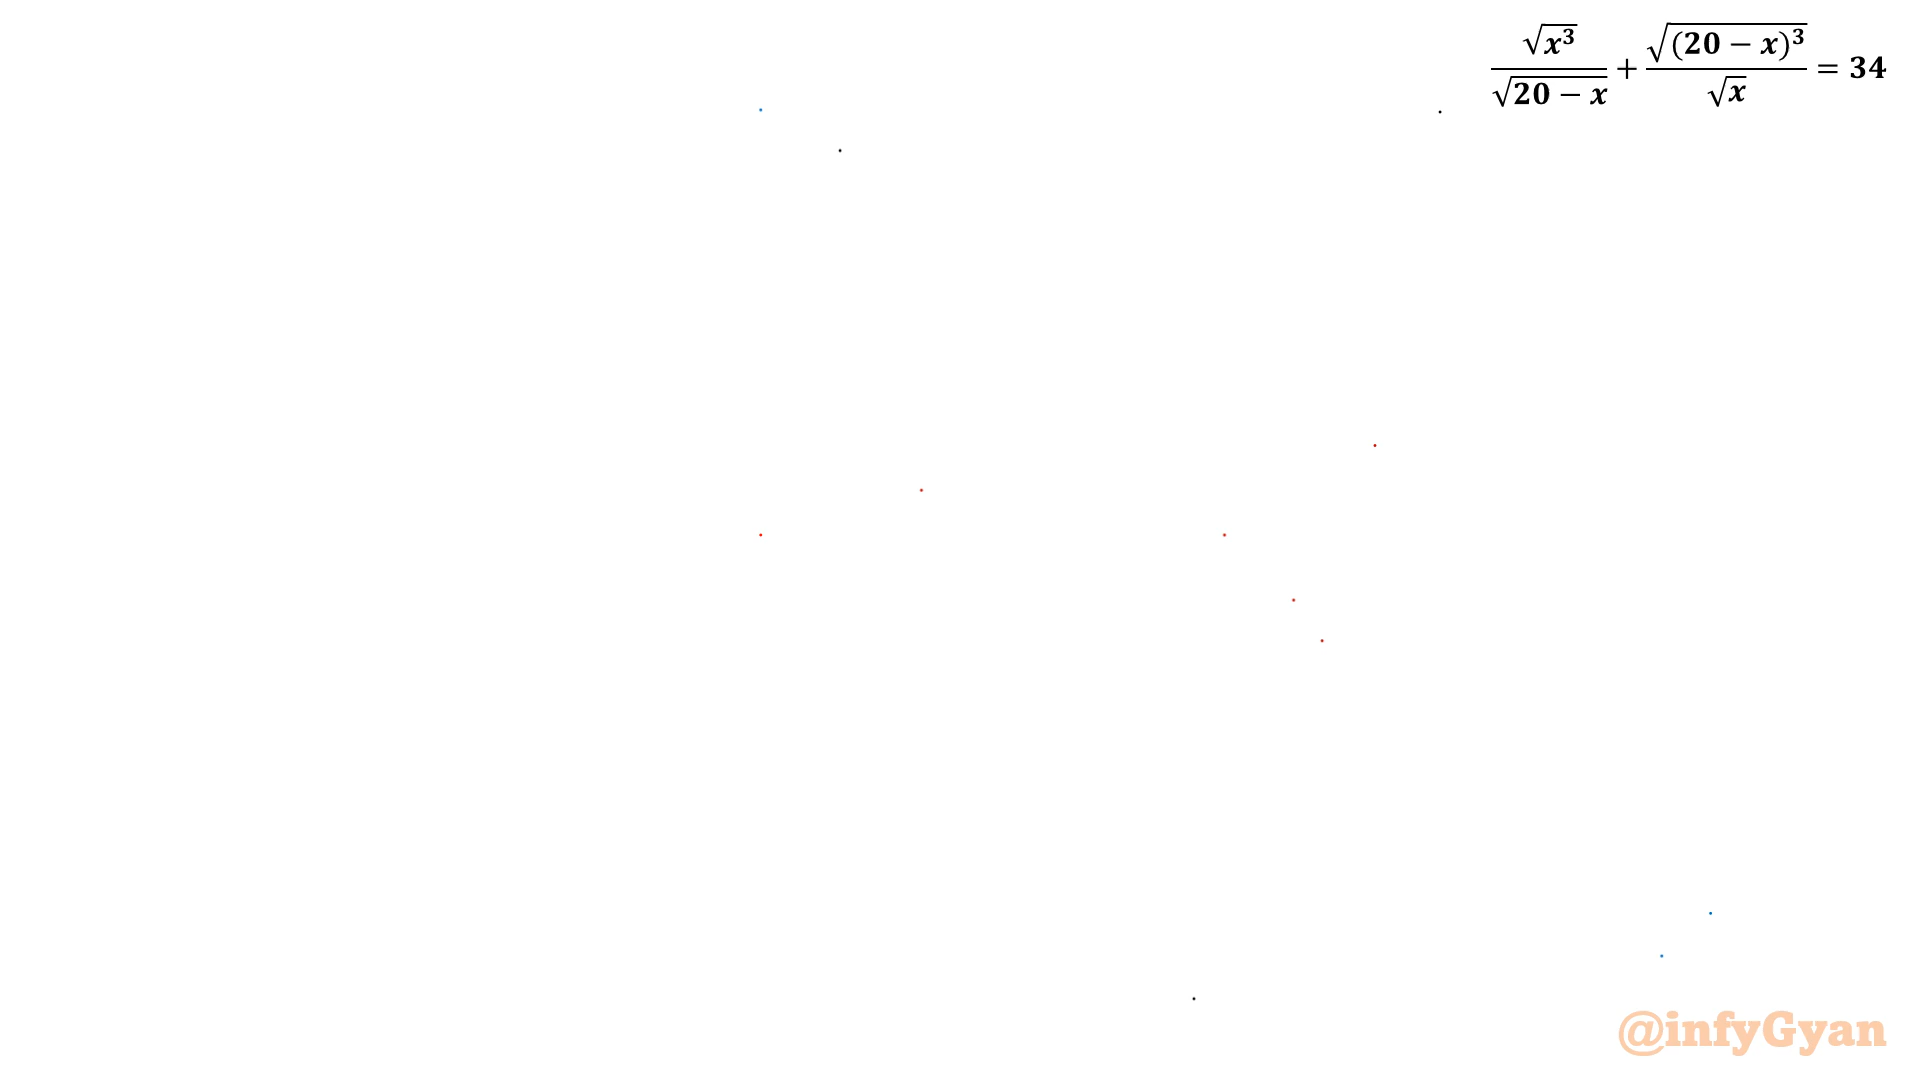 √x³/√20 − x + √(20 − x)³/√x = 34
@infyGyan